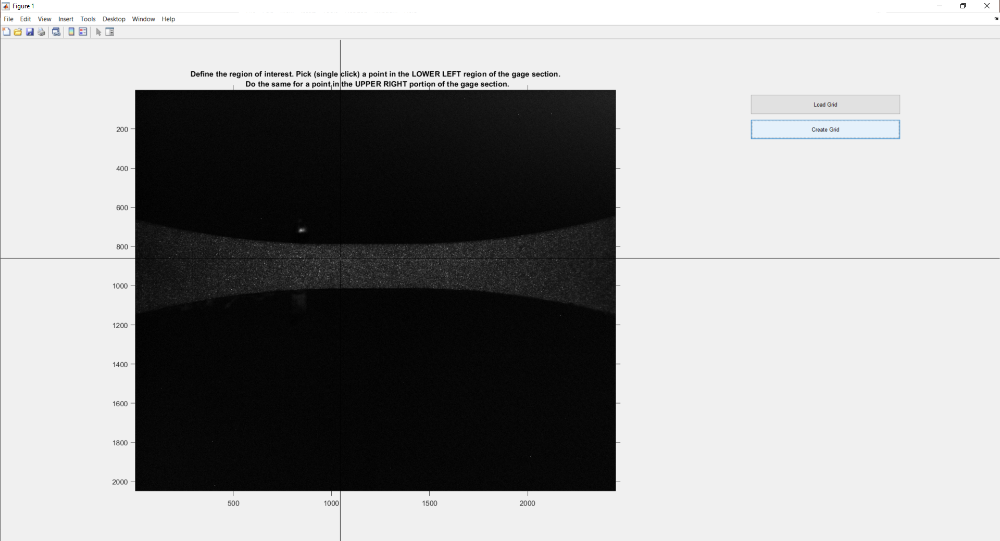 Figure 1
File Edit View Insert Tools Desktop Window Help
Define the region of interest. Pick (single click) a point in the LOWER LEFT region of the gage section.
Do the same for a point in the UPPER RIGHT portion of the gage section.
Load Grid
Create Grid
200
400
600
800
1000
1200
1400
1600
1800
2000
500 1000 1500 2000